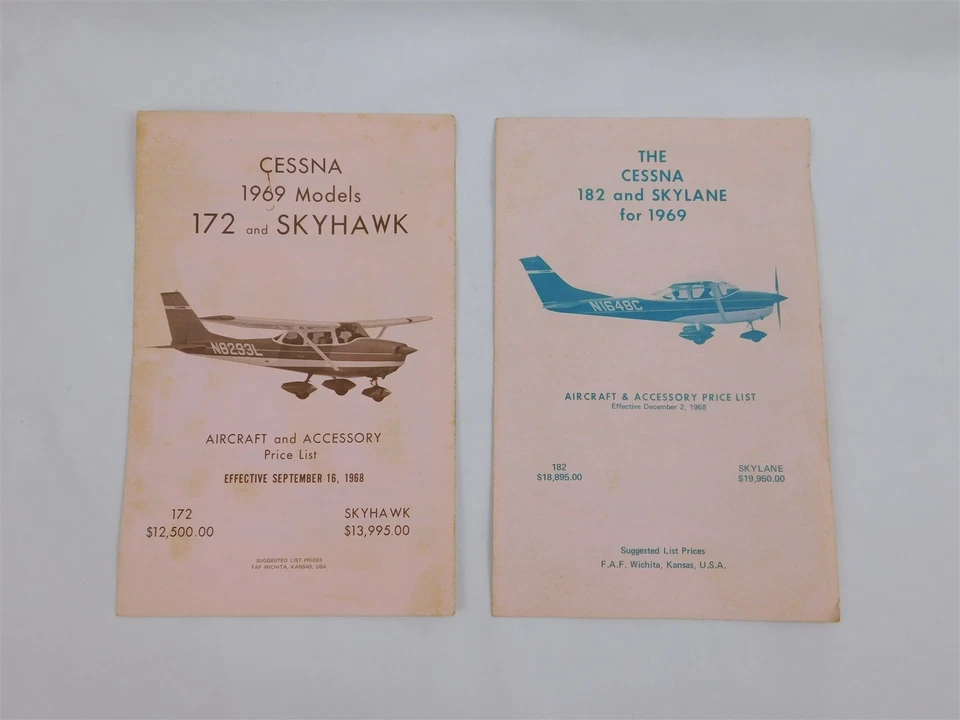 CESSNA
1969 Models
172 and SKYHAWK
N8293L
AIRCRAFT and ACCESSORY
Price List
EFFECTIVE SEPTEMBER 16, 1968
172
$12,500.00
SKYHAWK
$13,995.00
SUGGESTED LIST PRICES
FAF WICHITA, KANSAS, USA
THE
CESSNA
182 and SKYLANE
for 1969
N1648C
AIRCRAFT & ACCESSORY PRICE LIST
Effective December 2, 1968
182
$18,895.00
SKYLANE
$19,950.00
Suggested List Prices
F.A.F. Wichita, Kansas, U.S.A.